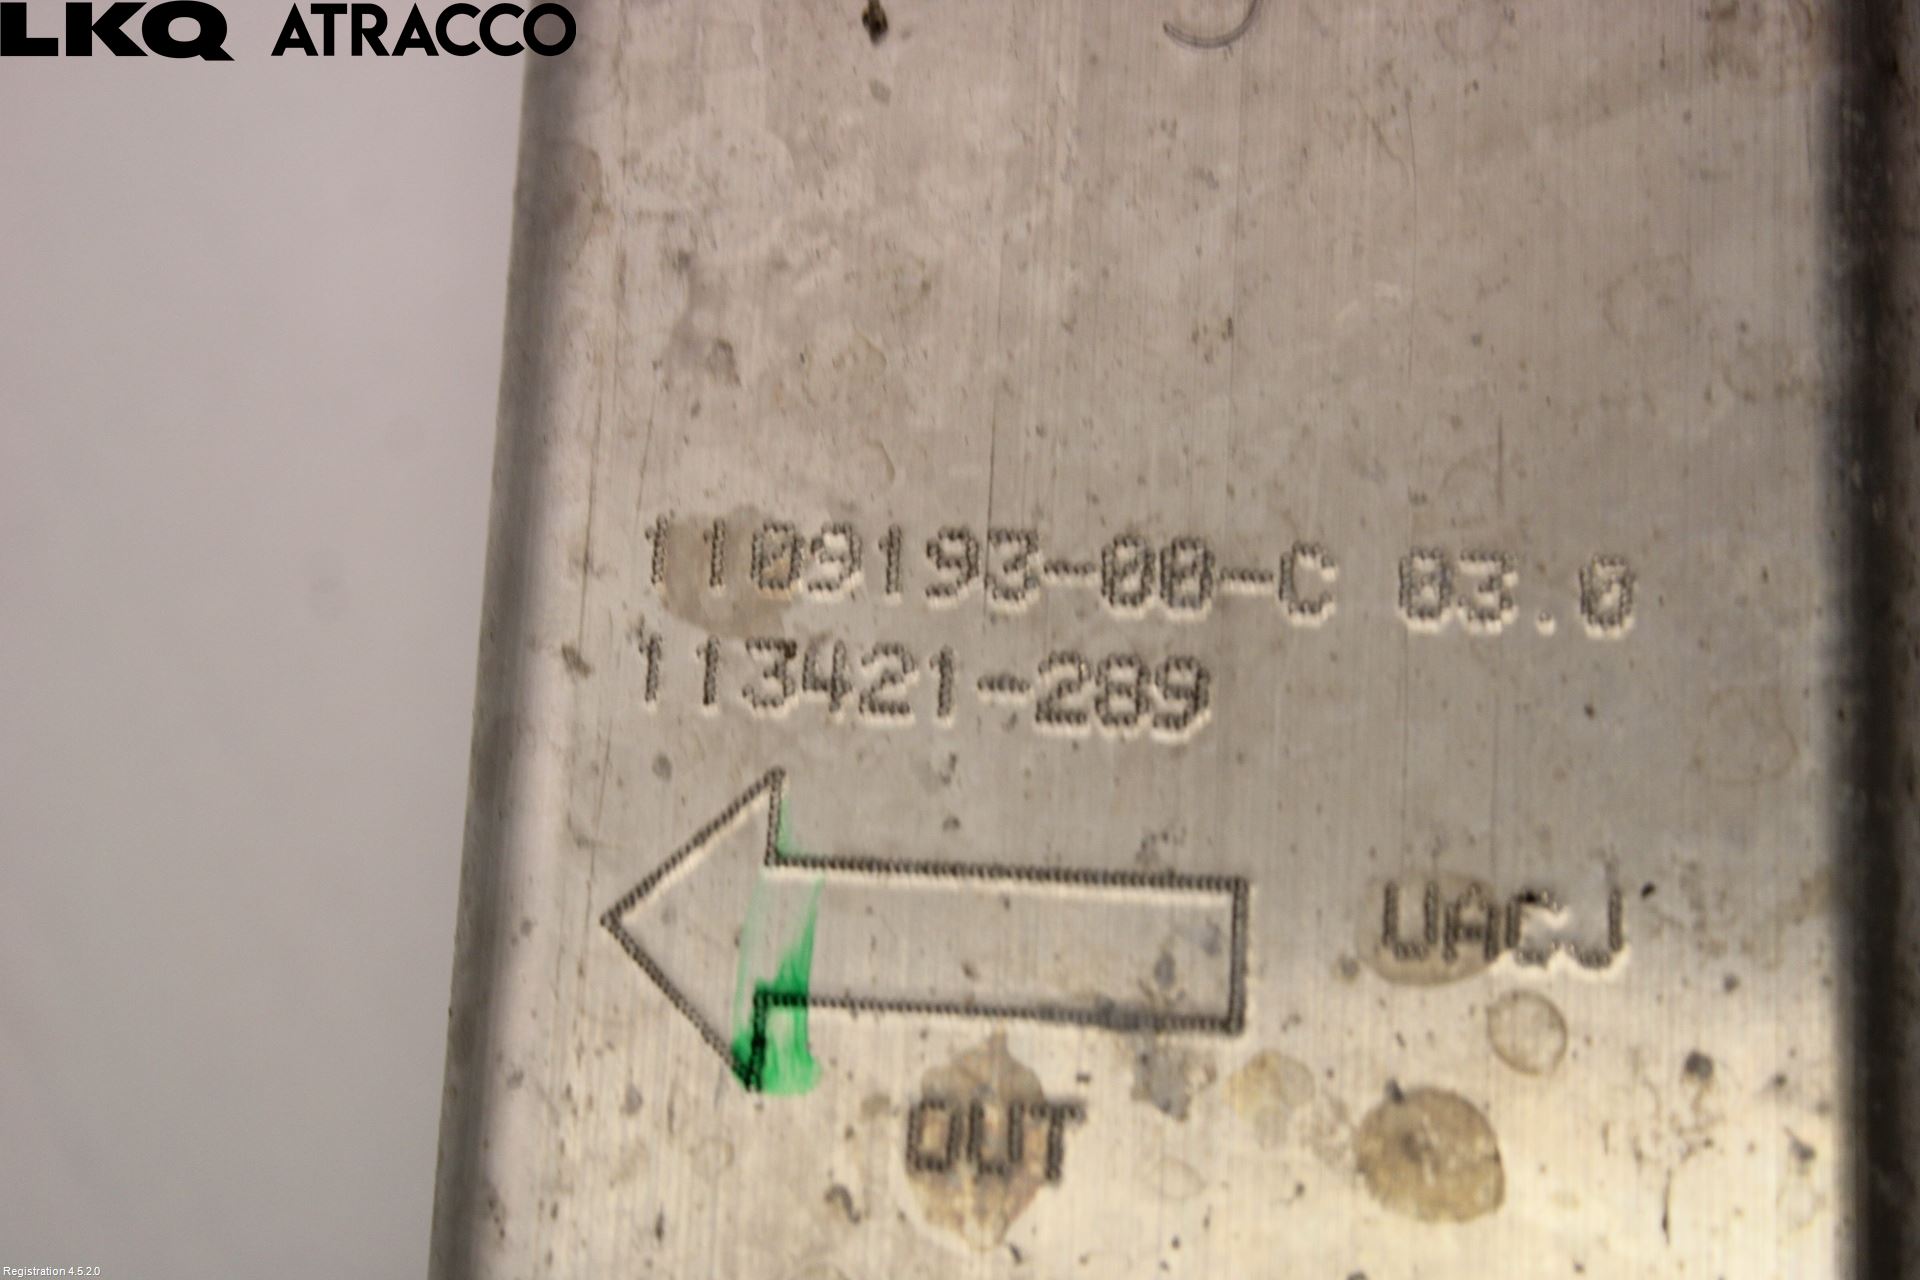 LKQ ATRACCO
1109193-00-C 03.0
113421-289
UACJ
OUT
Registration 4.5.2.0